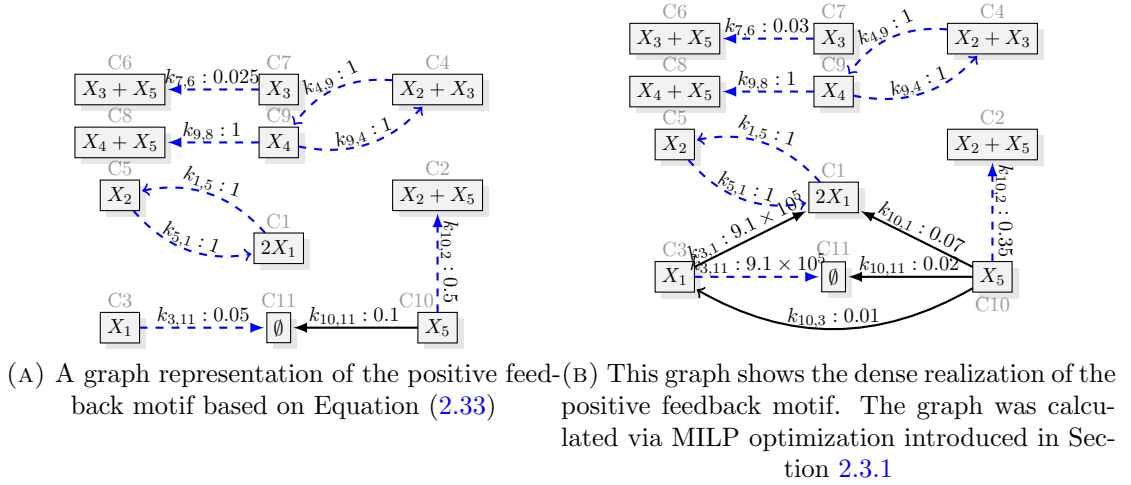 C6 C7 C4
X₃ + X₅ k₇,₆ : 0.025 X₃ k₄,₉ : 1 X₂ + X₃
C8 C9
X₄ + X₅ k₉,₈ : 1 X₄ k₉,₄ : 1
C5 C2
X₂ k₁,₅ : 1 X₂ + X₅
k₅,₁ : 1 C1
2X₁ k₁₀,₂ : 0.5
C3 C11 C10
X₁ k₃,₁₁ : 0.05 ∅ k₁₀,₁₁ : 0.1 X₅
(A) A graph representation of the positive feed-
back motif based on Equation (2.33)
C6 C7 C4
X₃ + X₅ k₇,₆ : 0.03 X₃ k₄,₉ : 1 X₂ + X₃
C8 C9
X₄ + X₅ k₉,₈ : 1 X₄ k₉,₄ : 1
C5 C2
X₂ k₁,₅ : 1 X₂ + X₅
k₅,₁ : 1 C1
2X₁ k₁₀,₂ : 0.35
k₃,₁ : 9.1 × 10⁵ k₁₀,₁ : 0.07
C3 C11
X₁ k₃,₁₁ : 9.1 × 10⁵ ∅ k₁₀,₁₁ : 0.02 X₅
C10
k₁₀,₃ : 0.01
(B) This graph shows the dense realization of the
positive feedback motif. The graph was calcu-
lated via MILP optimization introduced in Sec-
tion 2.3.1